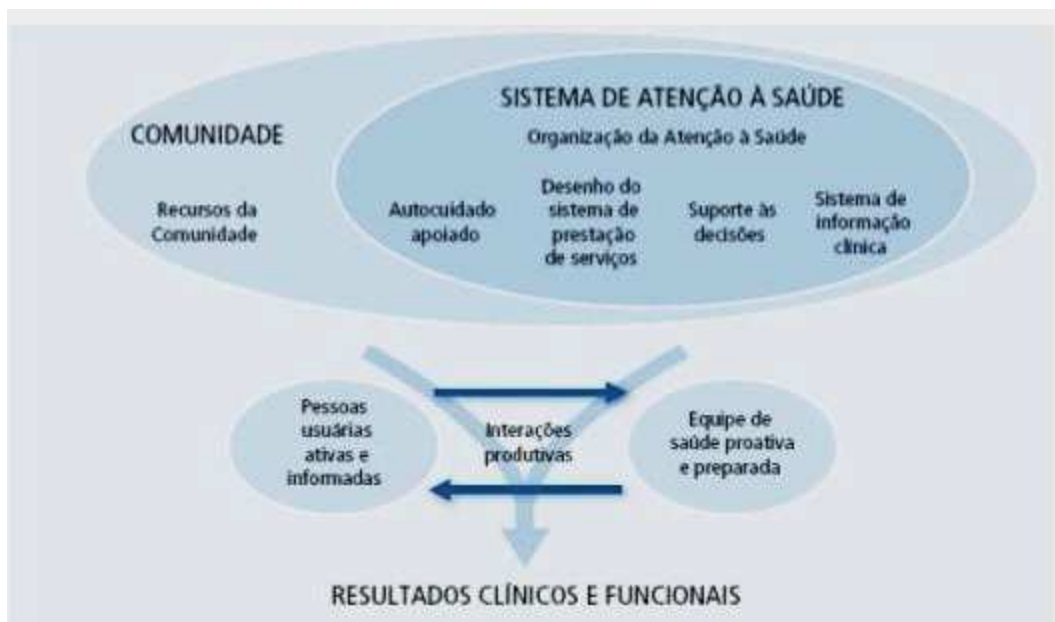 SISTEMA DE ATENÇÃO À SAÚDE
COMUNIDADE
Organização da Atenção à Saúde
Recursos da
Comunidade
Autocuidado
apoiado
Desenho do
sistema de
prestação
de serviços
Suporte às
decisões
Sistema de
informação
clínica
Pessoas
usuárias
ativas e
informadas
Interações
produtivas
Equipe de
saúde proativa
e preparada
RESULTADOS CLÍNICOS E FUNCIONAIS